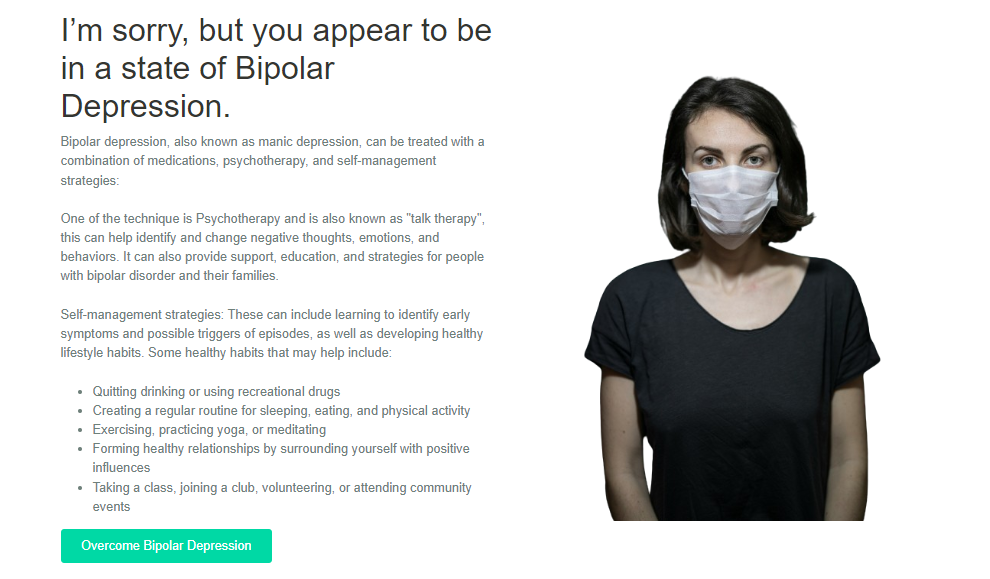 I’m sorry, but you appear to be
in a state of Bipolar
Depression.
Bipolar depression, also known as manic depression, can be treated with a
combination of medications, psychotherapy, and self-management
strategies:
One of the technique is Psychotherapy and is also known as "talk therapy",
this can help identify and change negative thoughts, emotions, and
behaviors. It can also provide support, education, and strategies for people
with bipolar disorder and their families.
Self-management strategies: These can include learning to identify early
symptoms and possible triggers of episodes, as well as developing healthy
lifestyle habits. Some healthy habits that may help include:
• Quitting drinking or using recreational drugs
• Creating a regular routine for sleeping, eating, and physical activity
• Exercising, practicing yoga, or meditating
• Forming healthy relationships by surrounding yourself with positive
influences
• Taking a class, joining a club, volunteering, or attending community
events
Overcome Bipolar Depression